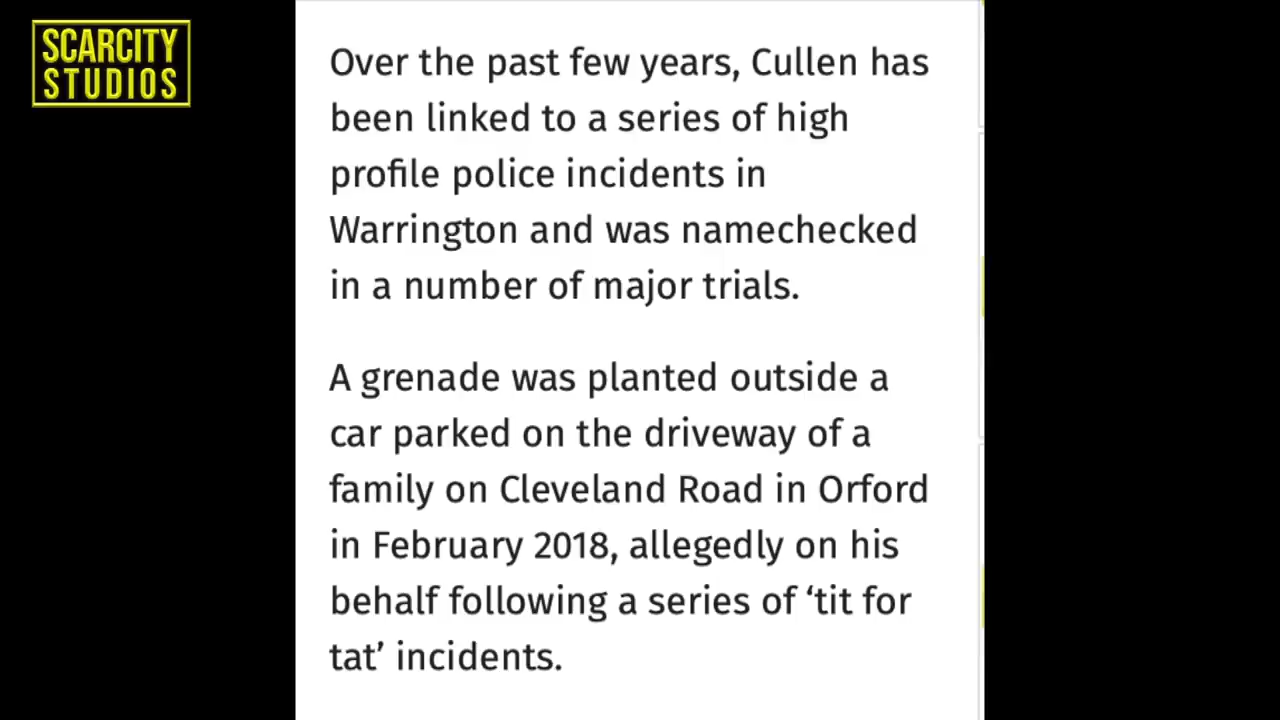 SCARCITY
STUDIOS
Over the past few years, Cullen has
been linked to a series of high
profile police incidents in
Warrington and was namechecked
in a number of major trials.
A grenade was planted outside a
car parked on the driveway of a
family on Cleveland Road in Orford
in February 2018, allegedly on his
behalf following a series of ‘tit for
tat’ incidents.